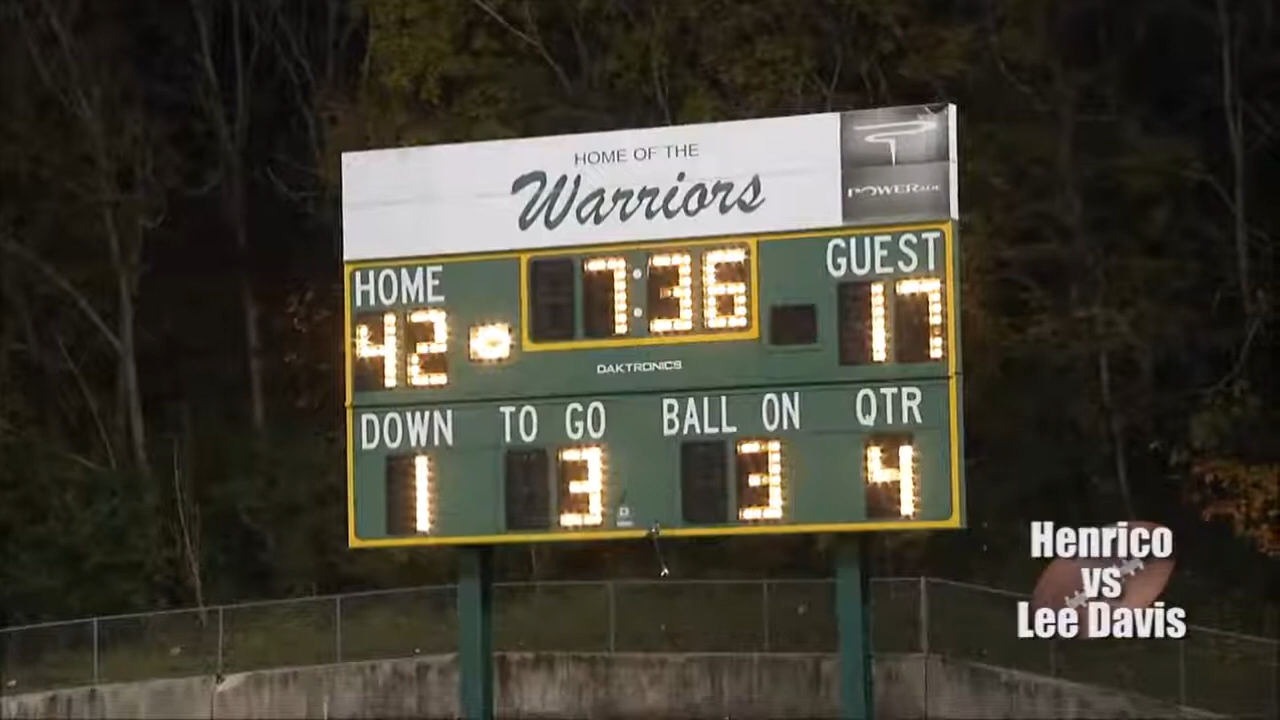 HOME OF THE
Warriors
POWERADE
HOME
7:36
GUEST
42
17
DAKTRONICS
DOWN
TO GO
BALL ON
QTR
1
3
3
4
Henrico
vs
Lee Davis